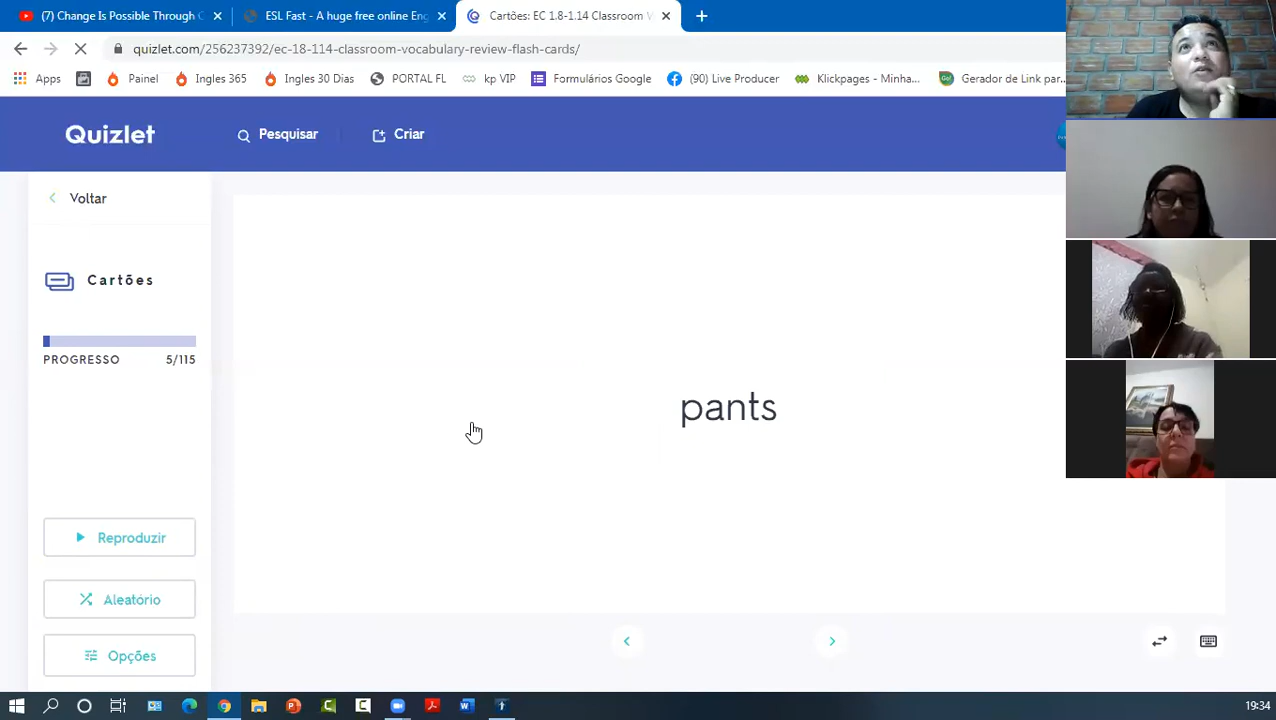 (7) Change Is Possible Through C
ESL Fast - A huge free online Eng
Cartões: EC 1.8-1.14 Classroom V
quizlet.com/256237392/ec-18-114-classroom-vocabulary-review-flash-cards/
Apps
Painel
Ingles 365
Ingles 30 Dias
PORTAL FL
kp VIP
Formulários Google
(90) Live Producer
Klickpages - Minha...
Go!
Gerador de Link par...
Quizlet
Pesquisar
Criar
Voltar
Cartões
PROGRESSO 5/115
pants
Reproduzir
Aleatório
Opções
19:34